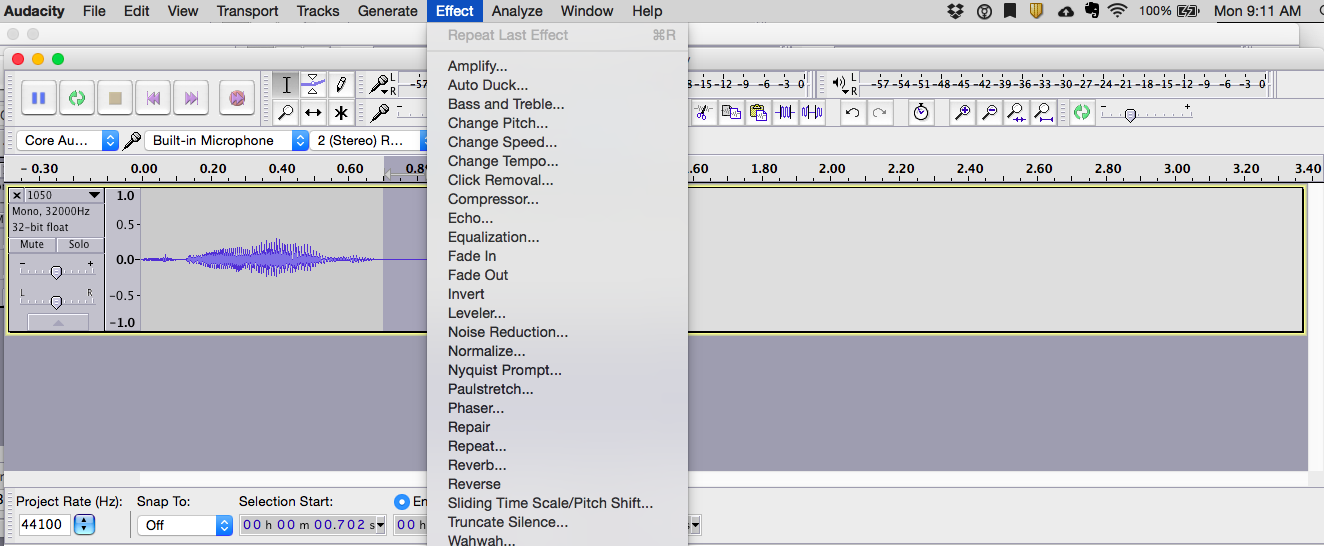 Audacity File Edit View Transport Tracks Generate Effect Analyze Window Help 100% Mon 9:11 AM
Repeat Last Effect ⌘R
Amplify...
Auto Duck...
Bass and Treble...
Change Pitch...
Change Speed...
Change Tempo...
Click Removal...
Compressor...
Echo...
Equalization...
Fade In
Fade Out
Invert
Leveler...
Noise Reduction...
Normalize...
Nyquist Prompt...
Paulstretch...
Phaser...
Repair
Repeat...
Reverb...
Reverse
Sliding Time Scale/Pitch Shift...
Truncate Silence...
Wahwah...
L
R
-57
-15 -12 -9 -6 -3 0
L
R
-57 -54 -51 -48 -45 -42 -39 -36 -33 -30 -27 -24 -21 -18 -15 -12 -9 -6 -3 0
- +
Core Au... Built-in Microphone 2 (Stereo) R...
- 0.30 0.00 0.20 0.40 0.60 1.80 2.00 2.20 2.40 2.60 2.80 3.00 3.20 3.40
1050
Mono, 32000Hz
32-bit float
Mute Solo
- +
L R
1.0
0.5
0.0
-0.5
-1.0
Project Rate (Hz): Snap To: Selection Start:
44100 Off 00 h 00 m 00.702 s 00 h